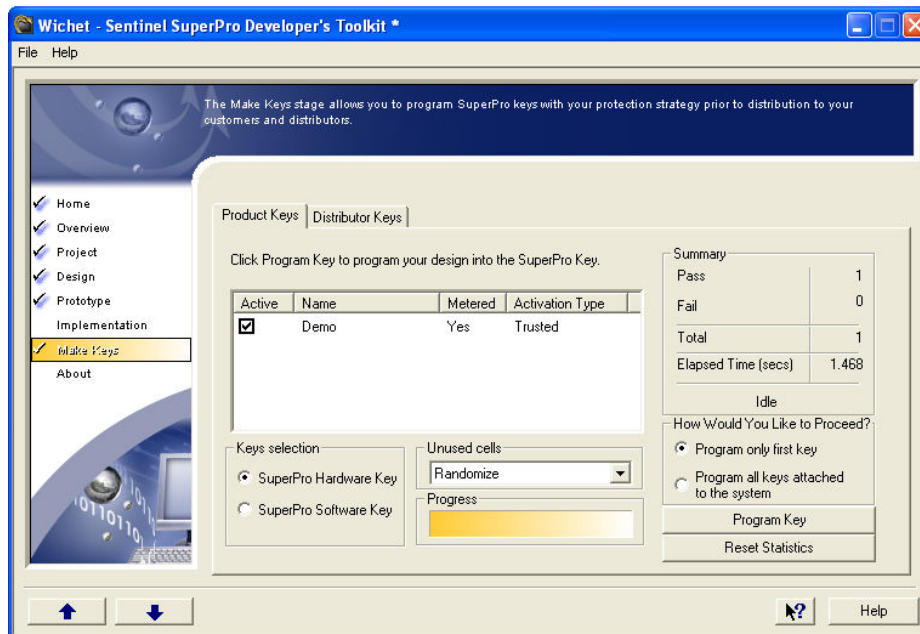 Wichet - Sentinel SuperPro Developer's Toolkit *
File Help
The Make Keys stage allows you to program SuperPro keys with your protection strategy prior to distribution to your
customers and distributors.
Home
Overview
Project
Design
Prototype
Implementation
Make Keys
About
Product Keys Distributor Keys
Click Program Key to program your design into the SuperPro Key.
Active Name Metered Activation Type
Demo Yes Trusted
Keys selection
SuperPro Hardware Key
SuperPro Software Key
Unused cells
Randomize
Progress
Summary
Pass 1
Fail 0
Total 1
Elapsed Time (secs) 1.468
Idle
How Would You Like to Proceed?
Program only first key
Program all keys attached
to the system
Program Key
Reset Statistics
Help